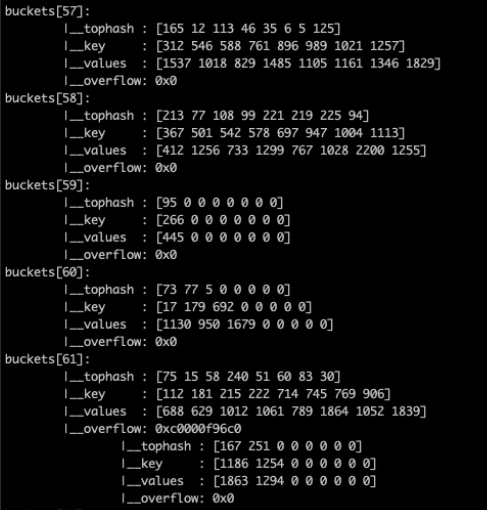 buckets[57]:
|__tophash : [165 12 113 46 35 6 5 125]
|__key : [312 546 588 761 896 989 1021 1257]
|__values : [1537 1018 829 1485 1105 1161 1346 1829]
|__overflow: 0x0
buckets[58]:
|__tophash : [213 77 108 99 221 219 225 94]
|__key : [367 501 542 578 697 947 1004 1113]
|__values : [412 1256 733 1299 767 1028 2200 1255]
|__overflow: 0x0
buckets[59]:
|__tophash : [95 0 0 0 0 0 0 0]
|__key : [266 0 0 0 0 0 0 0]
|__values : [445 0 0 0 0 0 0 0]
|__overflow: 0x0
buckets[60]:
|__tophash : [73 77 5 0 0 0 0 0]
|__key : [17 179 692 0 0 0 0 0]
|__values : [1130 950 1679 0 0 0 0 0]
|__overflow: 0x0
buckets[61]:
|__tophash : [75 15 58 240 51 60 83 30]
|__key : [112 181 215 222 714 745 769 906]
|__values : [688 629 1012 1061 789 1864 1052 1839]
|__overflow: 0xc0000f96c0
|__tophash : [167 251 0 0 0 0 0 0]
|__key : [1186 1254 0 0 0 0 0 0]
|__values : [1863 1294 0 0 0 0 0 0]
|__overflow: 0x0